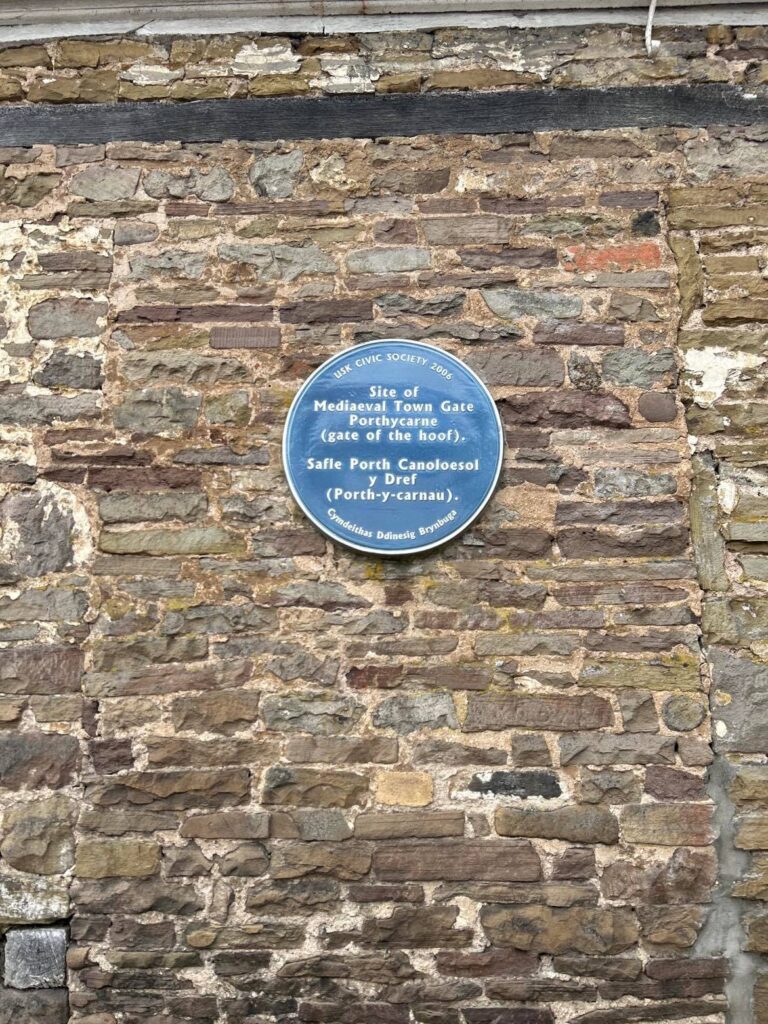 USK CIVIC SOCIETY 2006
Site of
Mediaeval Town Gate
Porthycarne
(gate of the hoof).
Safle Porth Canoloesol
y Dref
(Porth-y-carnau).
Cymdeithas Ddinesig Brynbuga